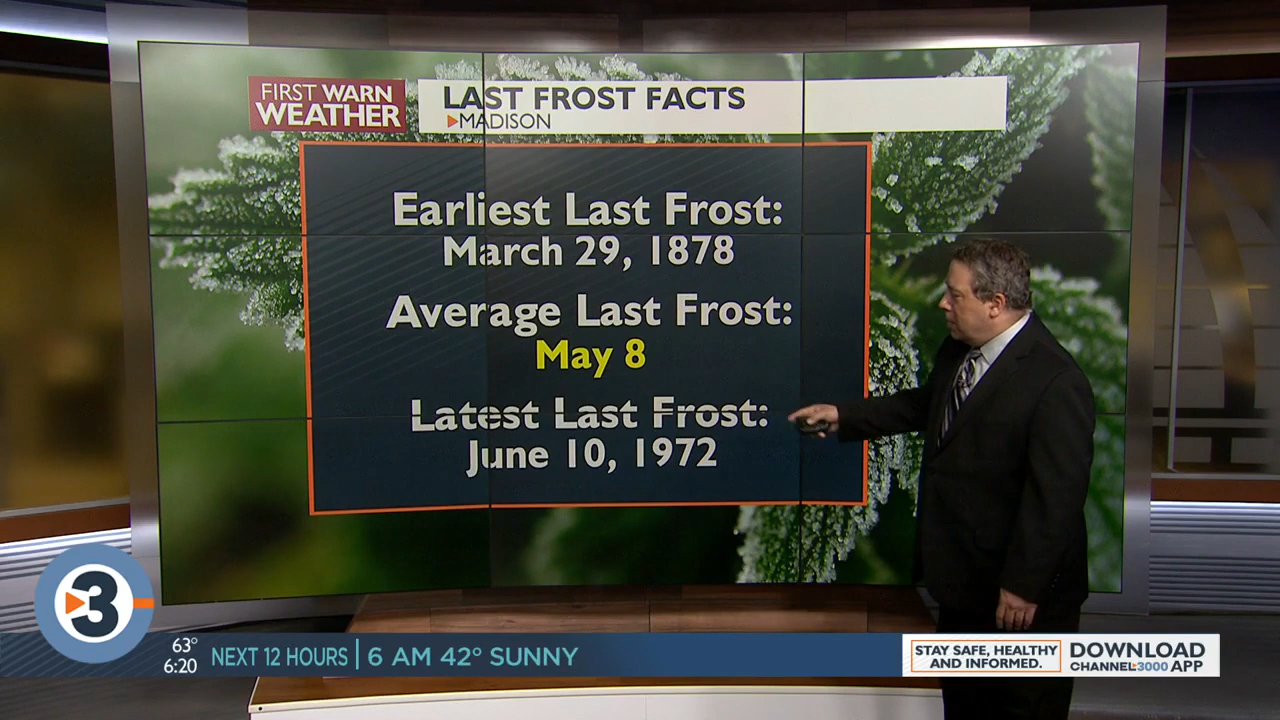 FIRST WARN
WEATHER
LAST FROST FACTS
MADISON
Earliest Last Frost:
March 29, 1878
Average Last Frost:
May 8
Latest Last Frost:
June 10, 1972
3
63°
6:20
NEXT 12 HOURS | 6 AM 42° SUNNY
STAY SAFE, HEALTHY
AND INFORMED.
DOWNLOAD
CHANNEL3000 APP